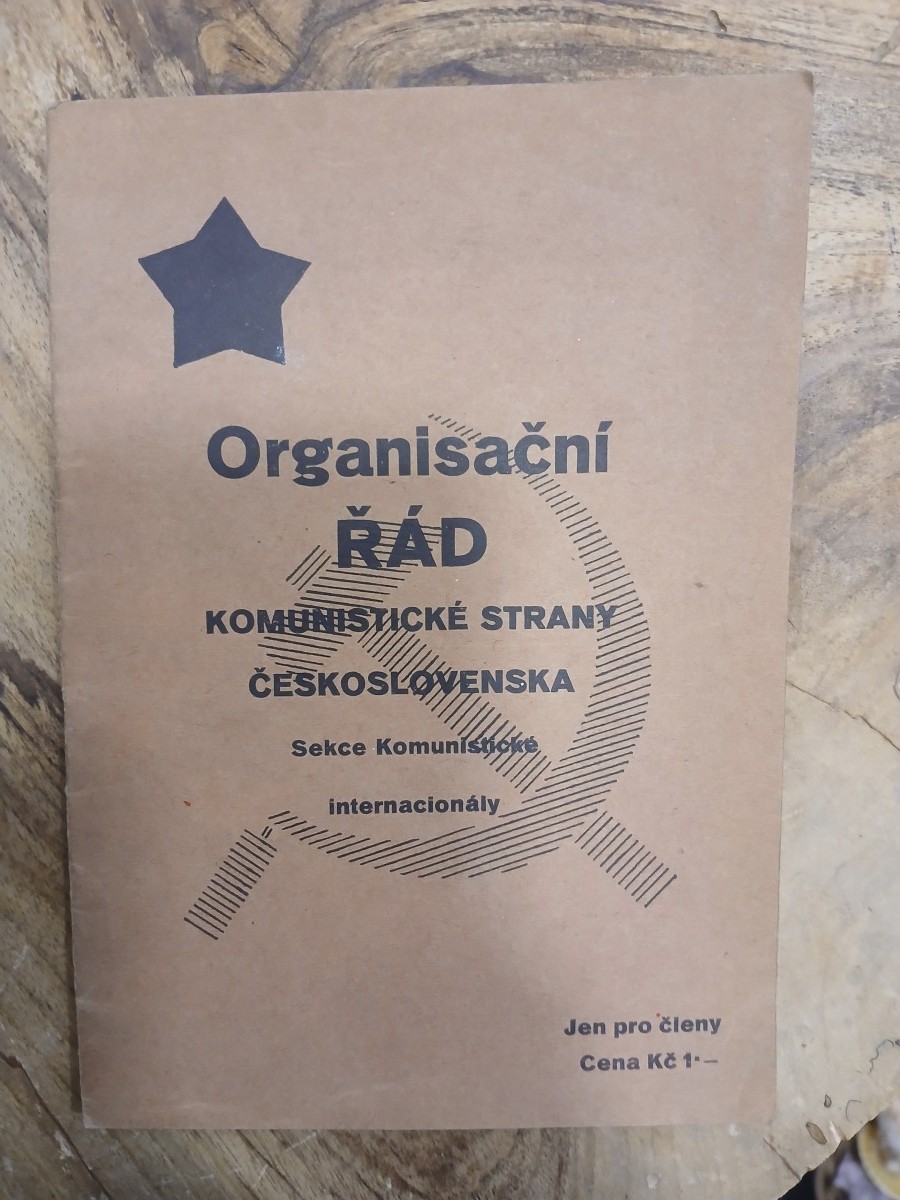 Organisační
ŘÁD
KOMUNISTICKÉ STRANY
ČESKOSLOVENSKA
Sekce Komunistické
internacionály
Jen pro členy
Cena Kč 1·—